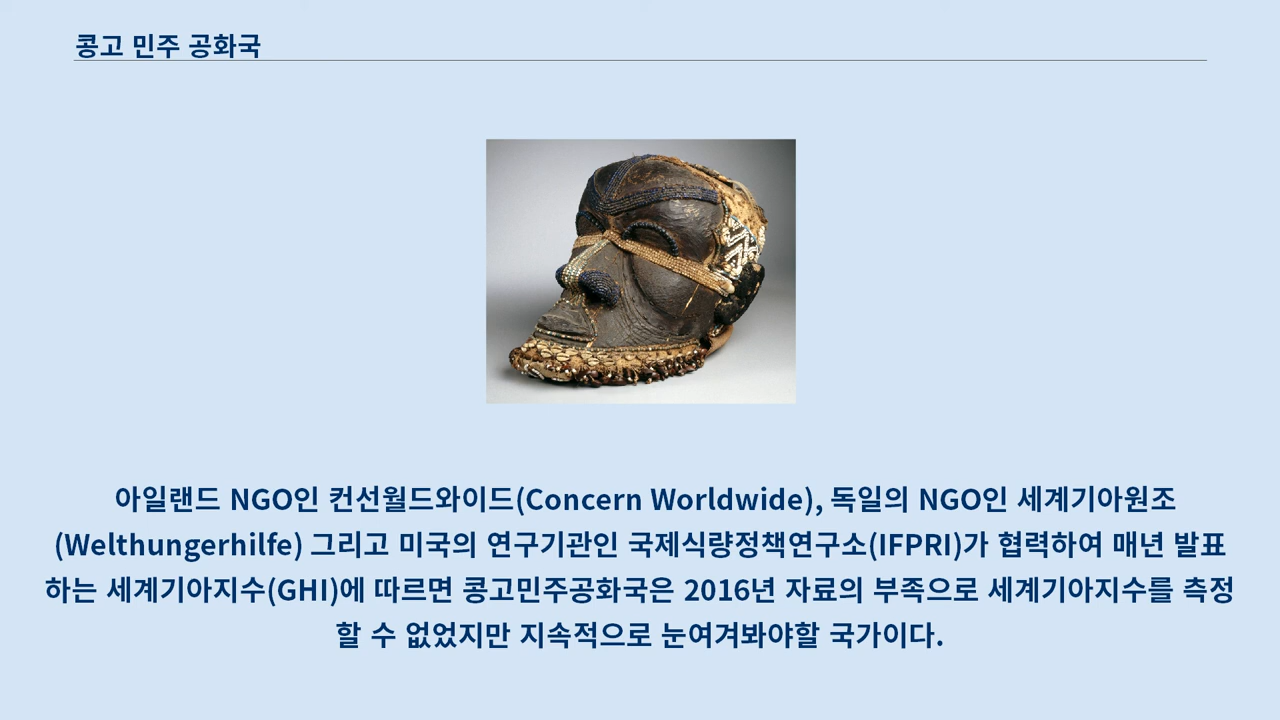 콩고 민주 공화국
아일랜드 NGO인 컨선월드와이드(Concern Worldwide), 독일의 NGO인 세계기아원조
(Welthungerhilfe) 그리고 미국의 연구기관인 국제식량정책연구소(IFPRI)가 협력하여 매년 발표
하는 세계기아지수(GHI)에 따르면 콩고민주공화국은 2016년 자료의 부족으로 세계기아지수를 측정
할 수 없었지만 지속적으로 눈여겨봐야할 국가이다.